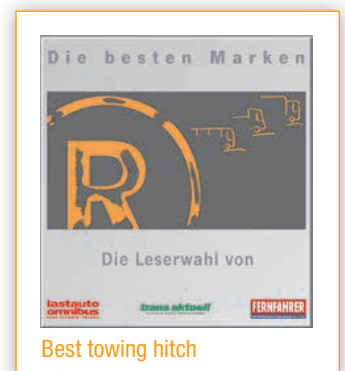 Die besten Marken
R
Die Leserwahl von
lastauto
omnibus
trans aktuell
FERNFAHRER
Best towing hitch